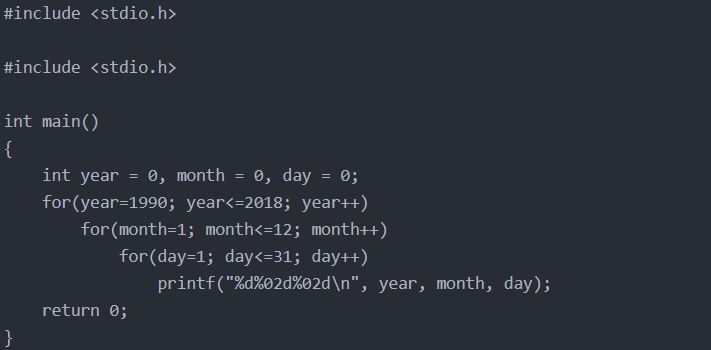 #include <stdio.h>
#include <stdio.h>
int main()
{
    int year = 0, month = 0, day = 0;
    for(year=1990; year<=2018; year++)
        for(month=1; month<=12; month++)
            for(day=1; day<=31; day++)
                printf("%d%02d%02d\n", year, month, day);
    return 0;
}